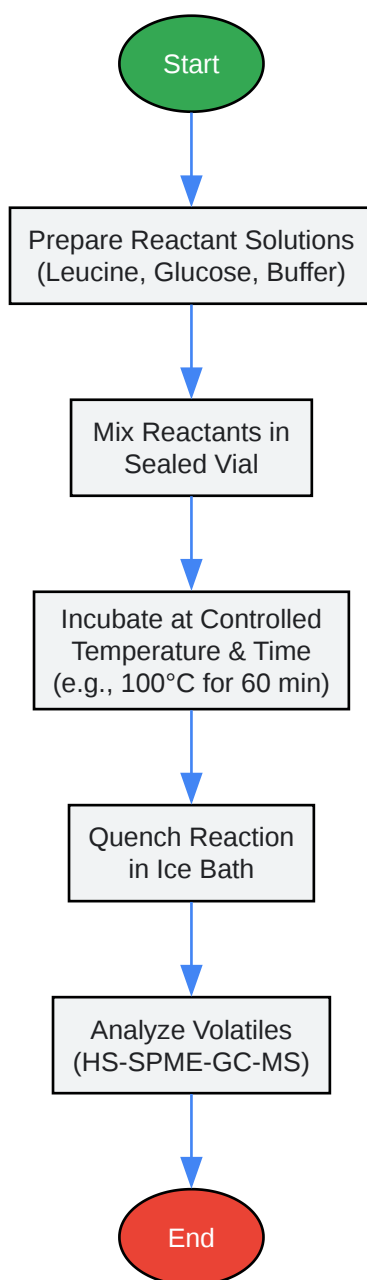 Start
Prepare Reactant Solutions
(Leucine, Glucose, Buffer)
Mix Reactants in
Sealed Vial
Incubate at Controlled
Temperature & Time
(e.g., 100°C for 60 min)
Quench Reaction
in Ice Bath
Analyze Volatiles
(HS-SPME-GC-MS)
End